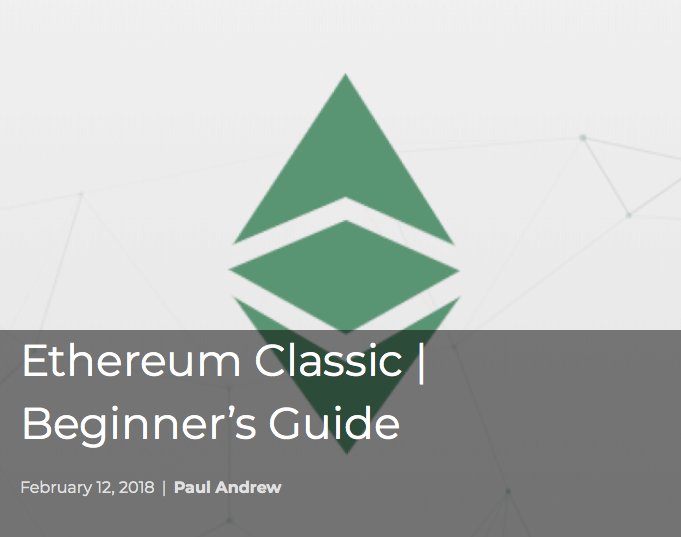 Ethereum Classic |
Beginner’s Guide
February 12, 2018 | Paul Andrew